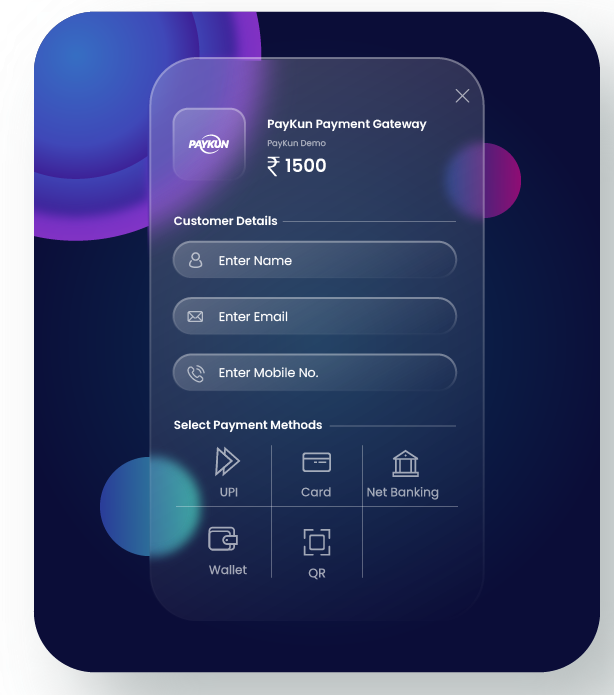 PAYKUN
PayKun Payment Gateway
PayKun Demo
₹ 1500
Customer Details
Enter Name
Enter Email
Enter Mobile No.
Select Payment Methods
UPI
Card
Net Banking
Wallet
QR